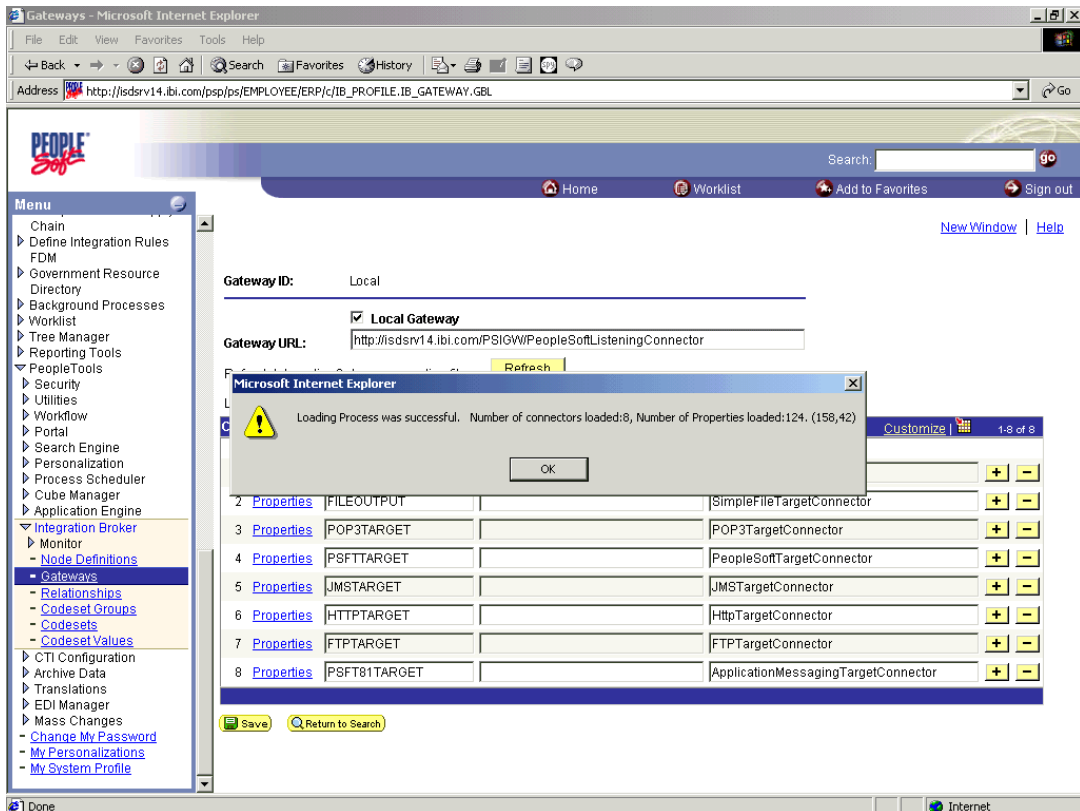 Gateways - Microsoft Internet Explorer
File Edit View Favorites Tools Help
Back Search Favorites History
Address http://isdsrv14.ibi.com/psp/ps/EMPLOYEE/ERP/c/IB_PROFILE.IB_GATEWAY.GBL Go
PEOPLE
Soft
Search: go
Home Worklist Add to Favorites Sign out
Menu
Chain
Define Integration Rules
FDM
Government Resource
Directory
Background Processes
Worklist
Tree Manager
Reporting Tools
PeopleTools
Security
Utilities
Workflow
Portal
Search Engine
Personalization
Process Scheduler
Cube Manager
Application Engine
Integration Broker
Monitor
Node Definitions
Gateways
Relationships
Codeset Groups
Codesets
Codeset Values
CTI Configuration
Archive Data
Translations
EDI Manager
Mass Changes
Change My Password
My Personalizations
My System Profile
New Window | Help
Gateway ID: Local
Local Gateway
Gateway URL: http://isdsrv14.ibi.com/PSIGW/PeopleSoftListeningConnector
Refresh
Microsoft Internet Explorer
Loading Process was successful. Number of connectors loaded:8, Number of Properties loaded:124. (158,42)
OK
Customize | 1-8 of 8
2 Properties FILEOUTPUT SimpleFileTargetConnector + -
3 Properties POP3TARGET POP3TargetConnector + -
4 Properties PSFTTARGET PeopleSoftTargetConnector + -
5 Properties JMSTARGET JMSTargetConnector + -
6 Properties HTTPTARGET HttpTargetConnector + -
7 Properties FTPTARGET FTPTargetConnector + -
8 Properties PSFT81TARGET ApplicationMessagingTargetConnector + -
Save Return to Search
Done Internet